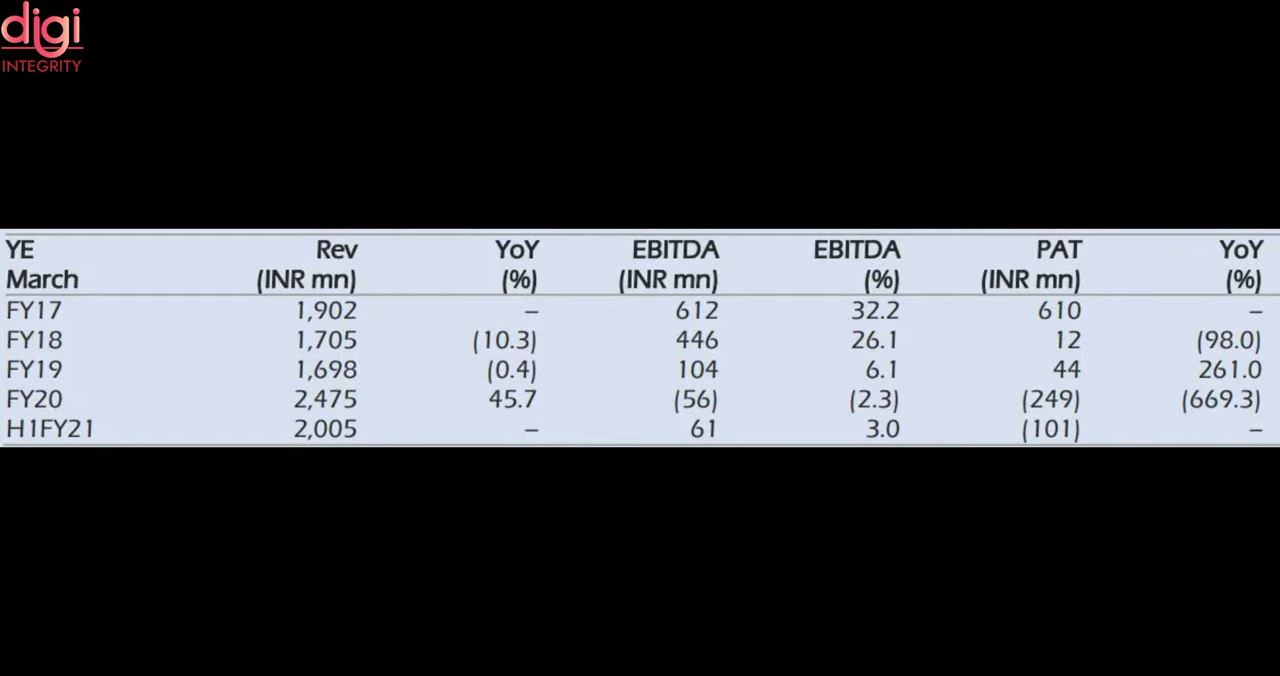 digi
INTEGRITY
YE Rev YoY EBITDA EBITDA PAT YoY
March (INR mn) (%) (INR mn) (%) (INR mn) (%)
FY17 1,902 – 612 32.2 610 –
FY18 1,705 (10.3) 446 26.1 12 (98.0)
FY19 1,698 (0.4) 104 6.1 44 261.0
FY20 2,475 45.7 (56) (2.3) (249) (669.3)
H1FY21 2,005 – 61 3.0 (101) –